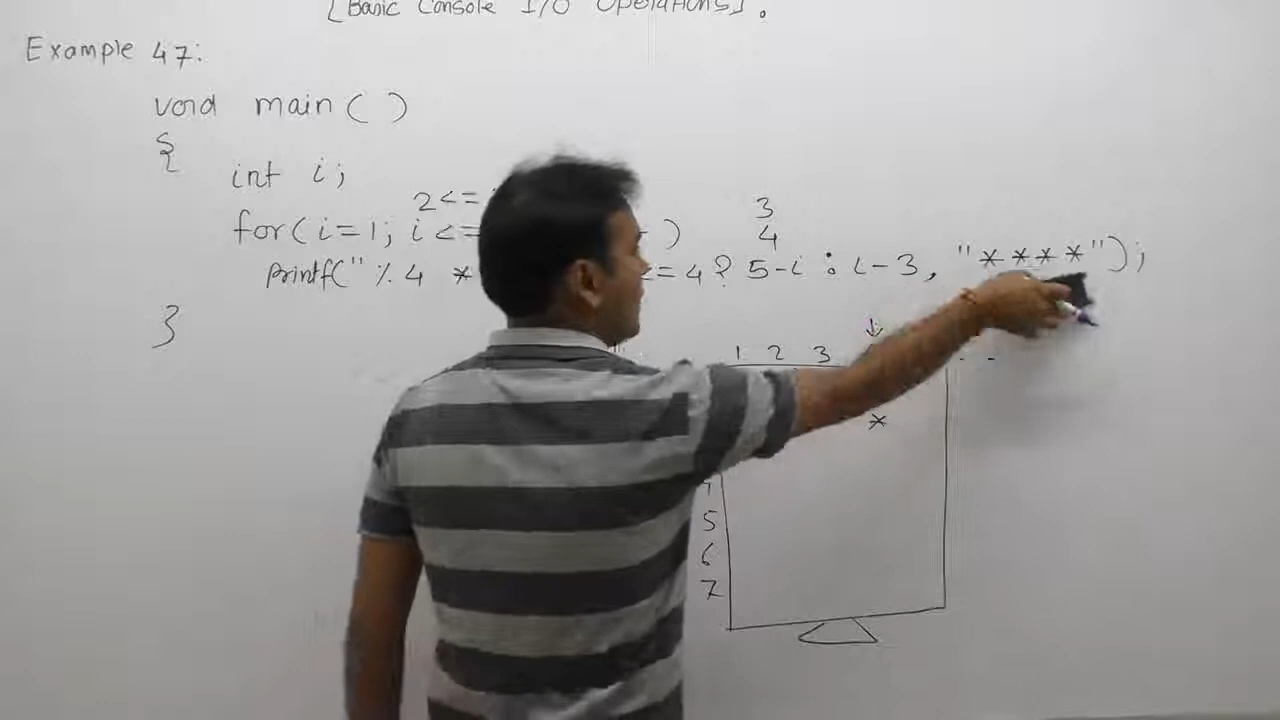 [Basic Console I/O Operations].
Example 47:
void main( )
{
int i;
2<=
3
for(i=1; i<= )
4
printf(" %.4 * <=4 ? 5-i : i-3, "****");
}
↓
1 2 3
- -
*
5
6
7